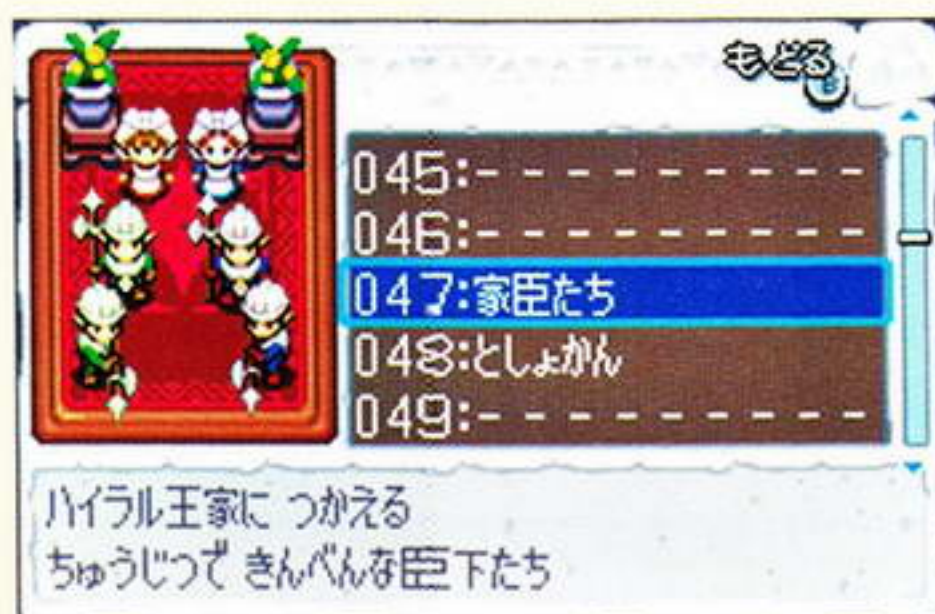 もどる
B
045:- - - - - - - - -
046:- - - - - - - - -
047:家臣たち
048:としょかん
049:- - - - - - - - -
ハイラル王家に つかえる
ちゅうじつで きんべんな臣下たち